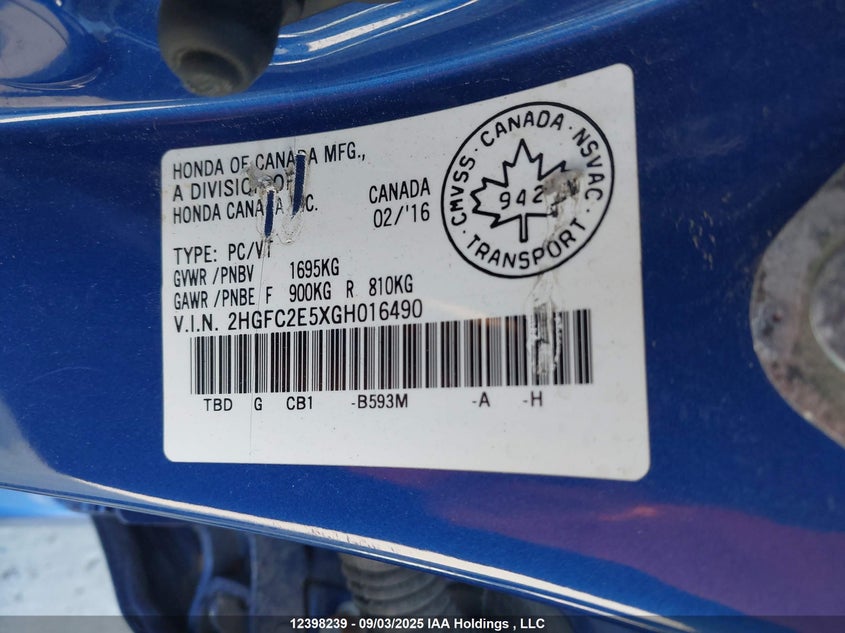 HONDA OF CANADA MFG.,
A DIVISION OF
HONDA CANADA INC.
CANADA
02/'16
CMVSS · CANADA · NSVAC · TRANSPORT ·
942
TYPE: PC/VT
GVWR /PNBV 1695KG
GAWR /PNBE F 900KG R 810KG
V.I.N. 2HGFC2E5XGH016490
TBD G CB1 -B593M -A -H
12398239 - 09/03/2025 IAA Holdings , LLC